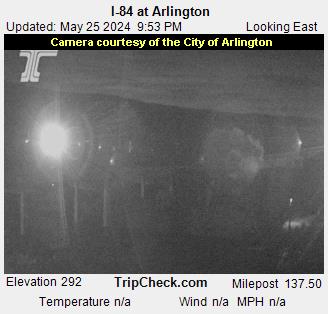 I-84 at Arlington
Updated: May 25 2024 9:53 PM Looking East
Camera courtesy of the City of Arlington
Elevation 292 TripCheck.com Milepost 137.50
Temperature n/a Wind n/a MPH n/a